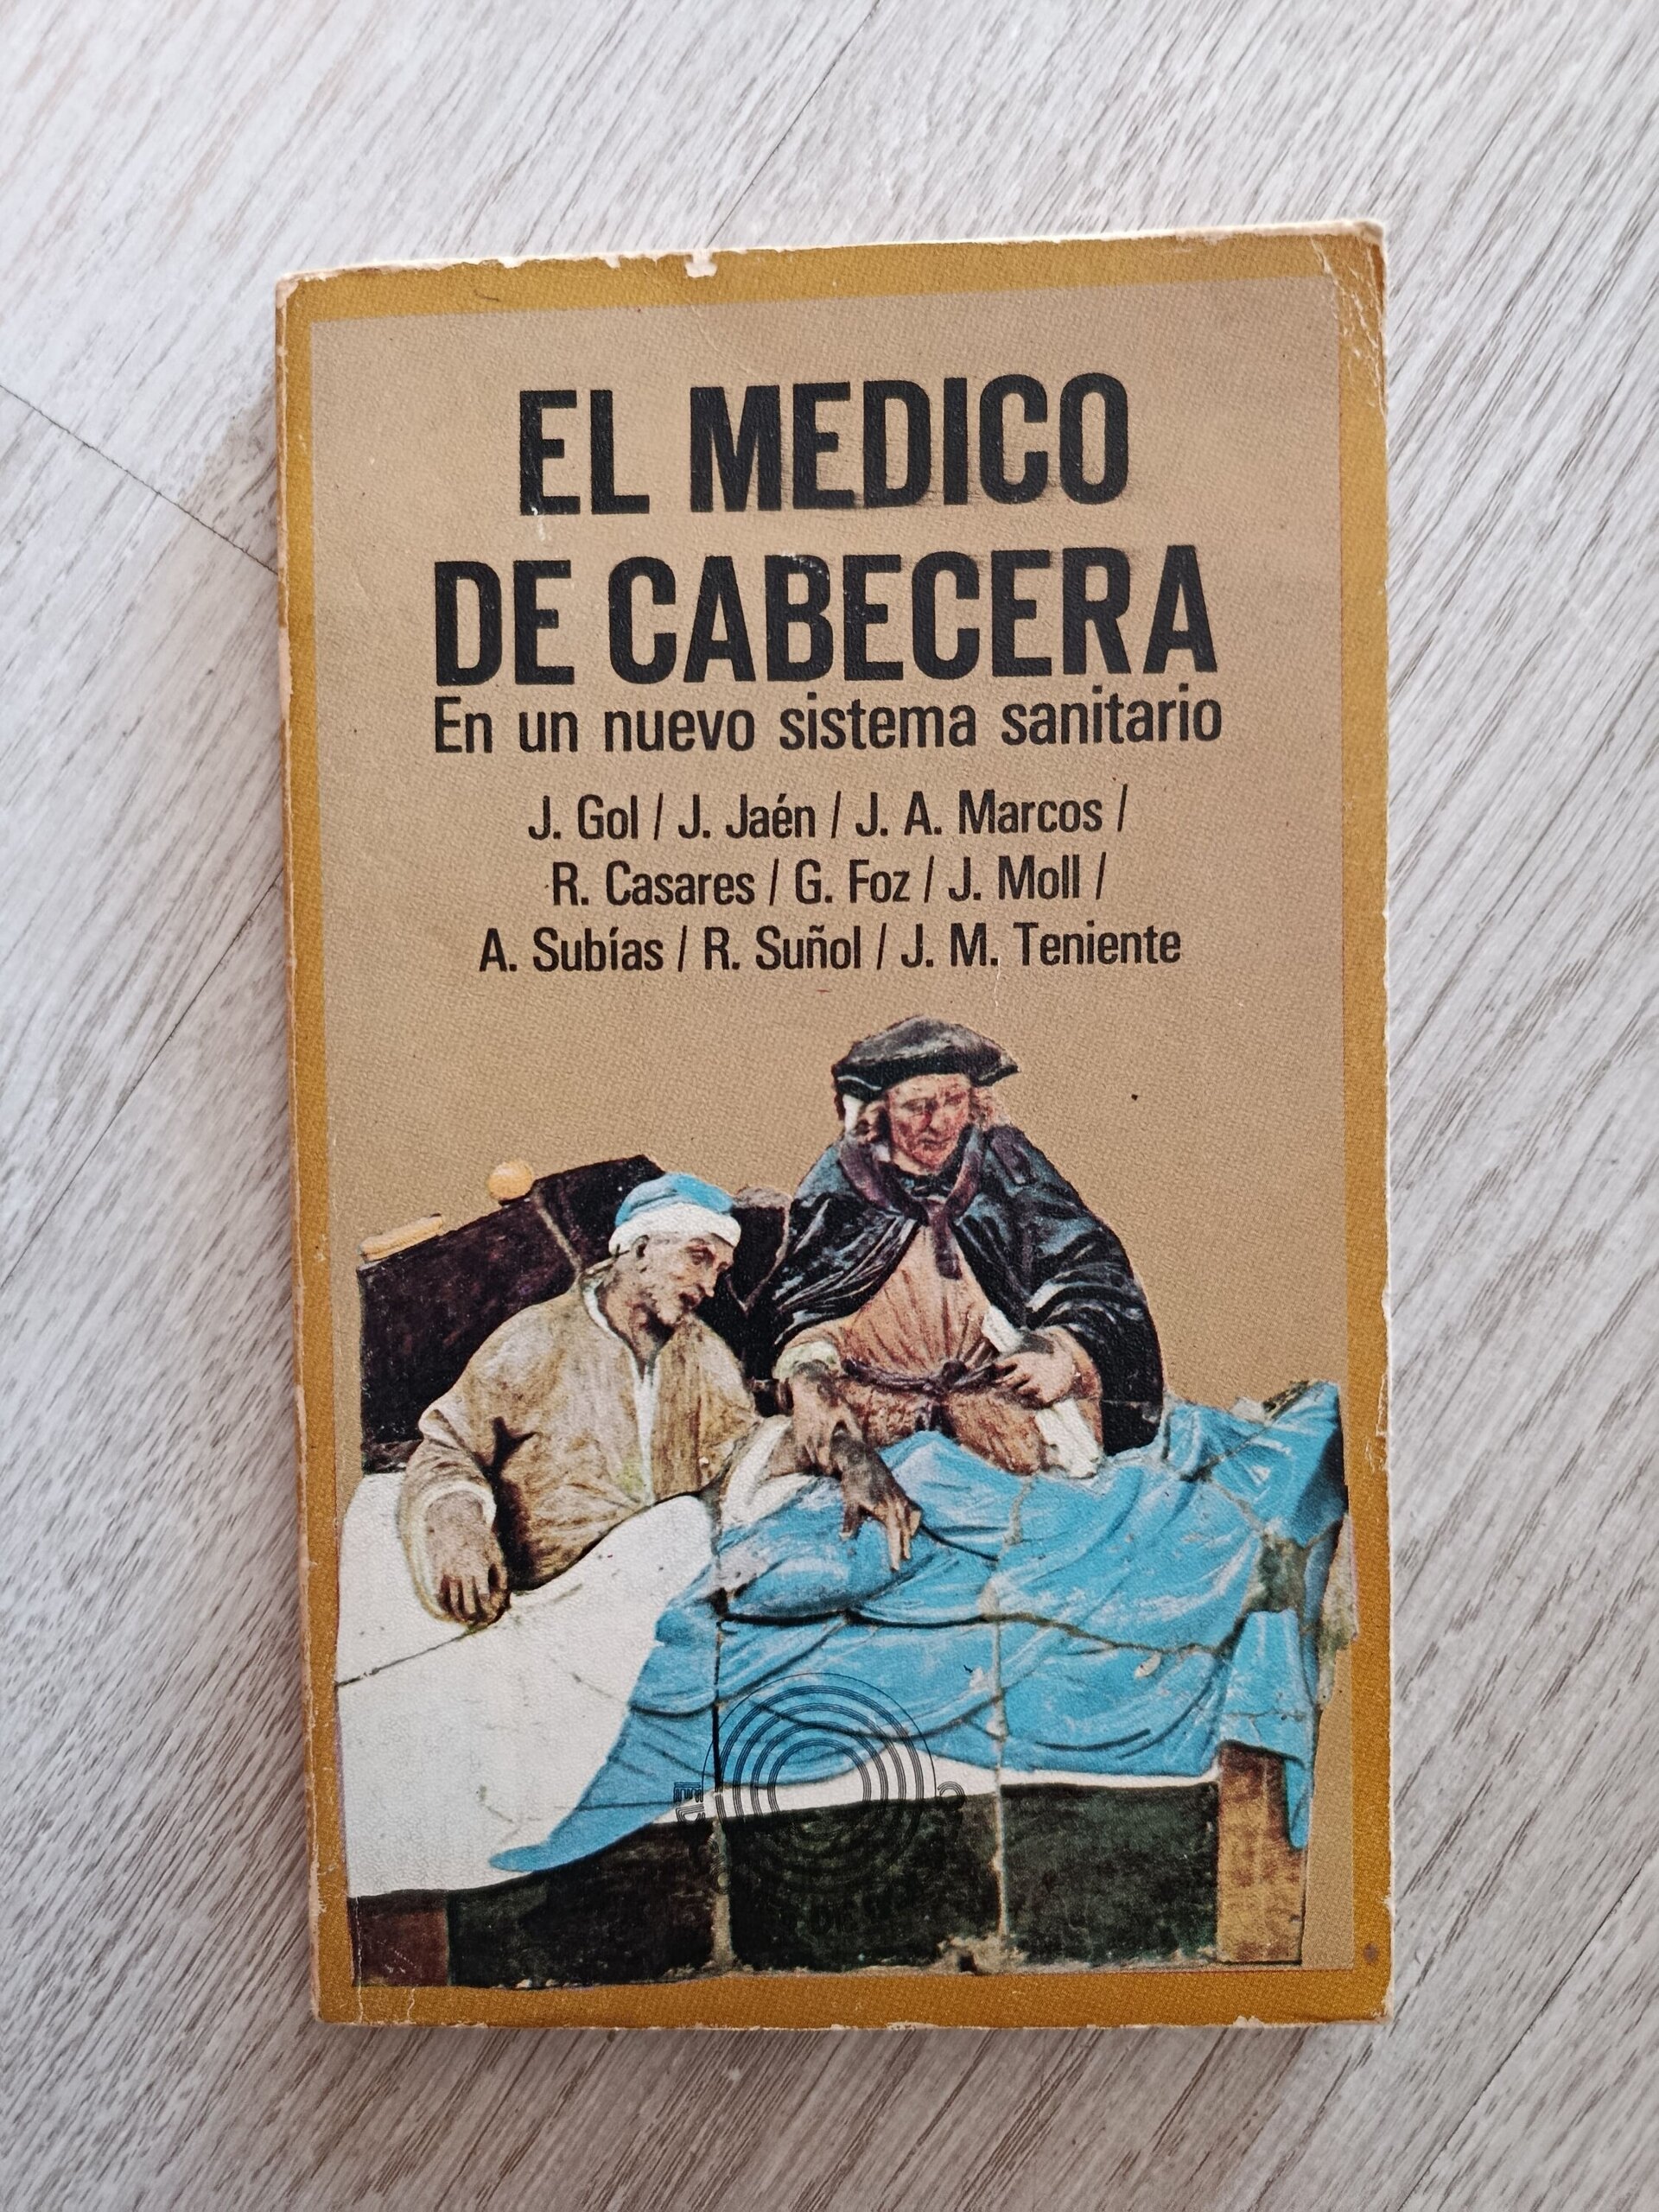 EL MEDICO
DE CABECERA
En un nuevo sistema sanitario
J. Gol / J. Jaén / J. A. Marcos /
R. Casares / G. Foz / J. Moll /
A. Subías / R. Suñol / J. M. Teniente